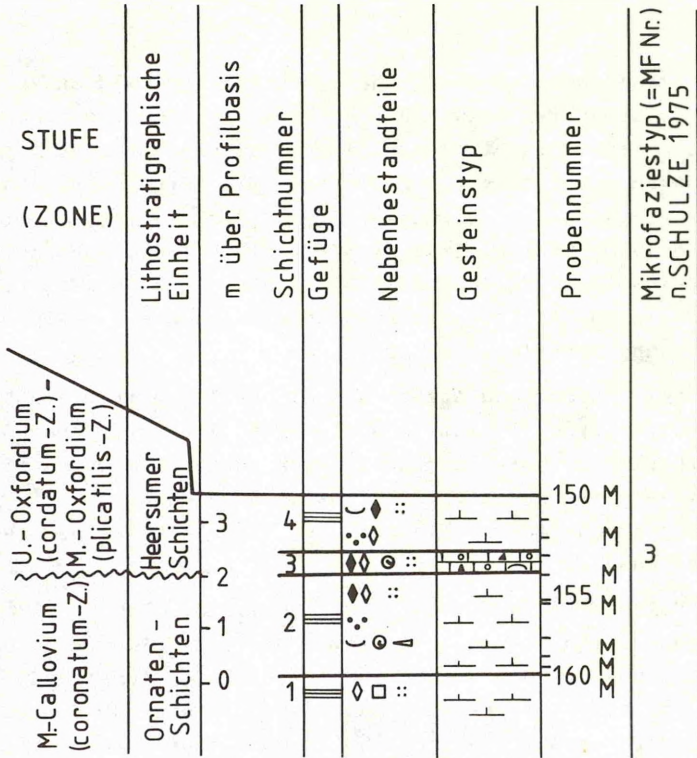 STUFE
(ZONE)
Lithostratigraphische
Einheit
m über Profilbasis
Schichtnummer
Gefüge
Nebenbestandteile
Gesteinstyp
Probennummer
Mikrofaziestyp (=MF Nr.)
n.SCHULZE 1975
U.-Oxfordium
(cordatum-Z.)–
M.-Oxfordium
(plicatilis-Z.)
Heersumer
Schichten
M.-Callovium
(coronatum-Z.)
Ornaten-
Schichten
3
2
1
0
4
3
2
1
150 M
M
M
155
M
M
M
160
M
3